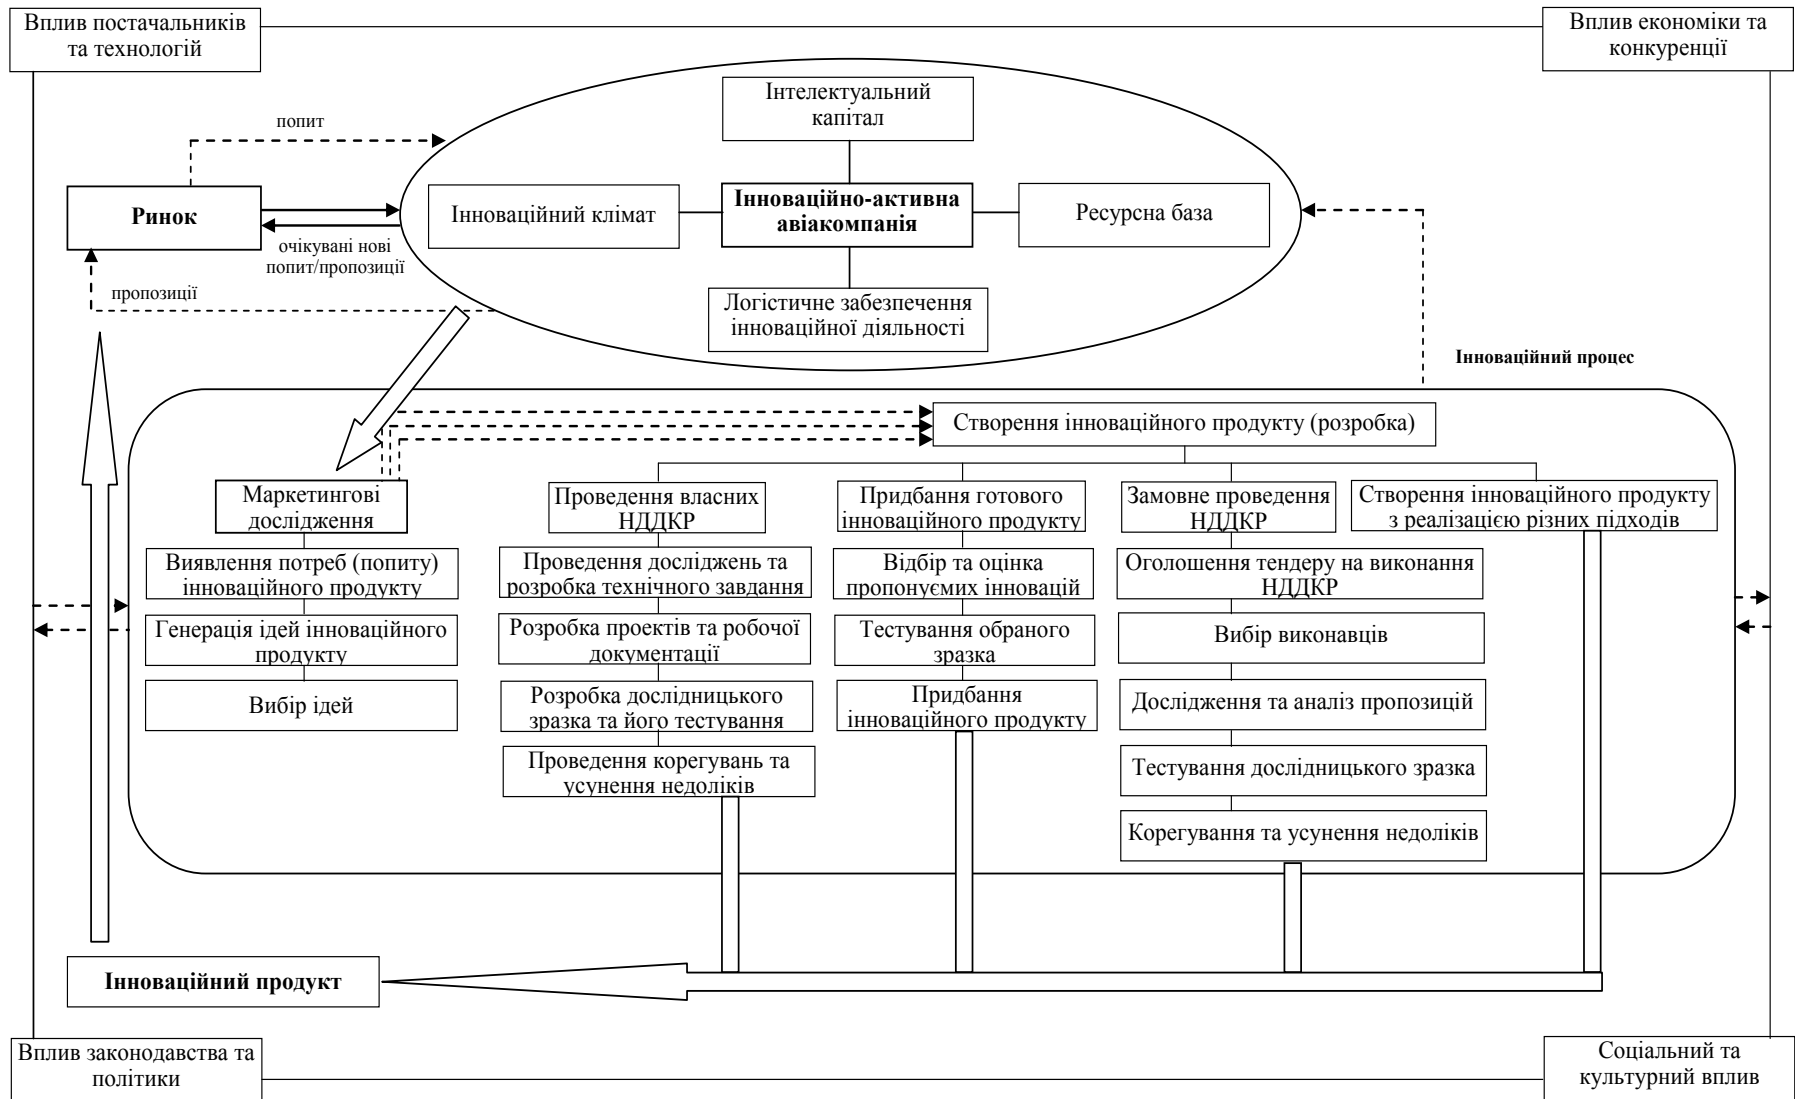 Вплив постачальників
та технологій
Вплив економіки та
конкуренції
Інтелектуальний
капітал
попит
Ринок
Інноваційний клімат
Інноваційно-активна
авіакомпанія
Ресурсна база
очікувані нові
попит/пропозиції
пропозиції
Логістичне забезпечення
інноваційної діяльності
Інноваційний процес
Створення інноваційного продукту (розробка)
Маркетингові
дослідження
Виявлення потреб (попиту)
інноваційного продукту
Генерація ідей інноваційного
продукту
Вибір ідей
Проведення власних
НДДКР
Проведення досліджень та
розробка технічного завдання
Розробка проектів та робочої
документації
Розробка дослідницького
зразка та його тестування
Проведення корегувань та
усунення недоліків
Придбання готового
інноваційного продукту
Відбір та оцінка
пропонуємих інновацій
Тестування обраного
зразка
Придбання
інноваційного продукту
Замовне проведення
НДДКР
Оголошення тендеру на виконання
НДДКР
Вибір виконавців
Дослідження та аналіз пропозицій
Тестування дослідницького зразка
Корегування та усунення недоліків
Створення інноваційного продукту
з реалізацією різних підходів
Інноваційний продукт
Вплив законодавства та
політики
Соціальний та
культурний вплив